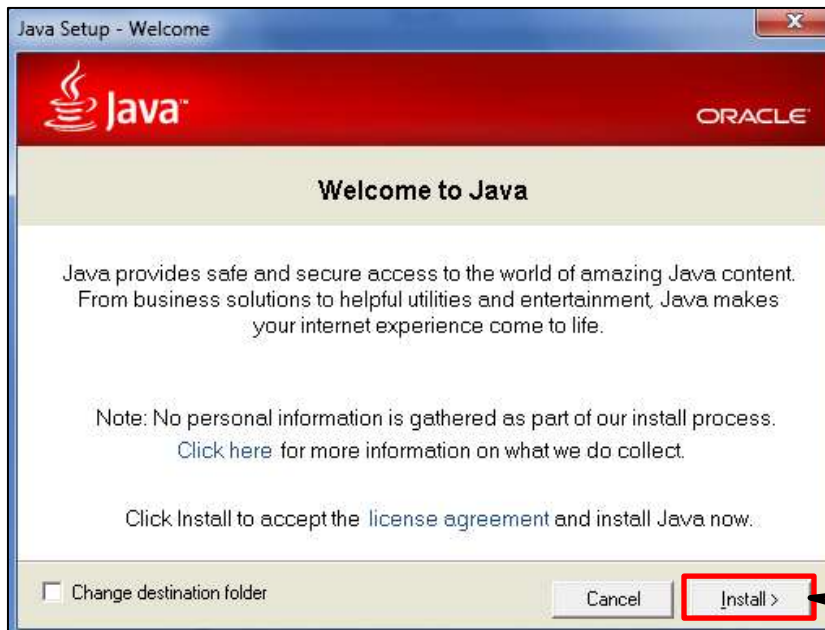 Java Setup - Welcome
Java™
ORACLE
Welcome to Java
Java provides safe and secure access to the world of amazing Java content.
From business solutions to helpful utilities and entertainment, Java makes
your internet experience come to life.
Note: No personal information is gathered as part of our install process.
Click here for more information on what we do collect.
Click Install to accept the license agreement and install Java now.
Change destination folder
Cancel
Install >